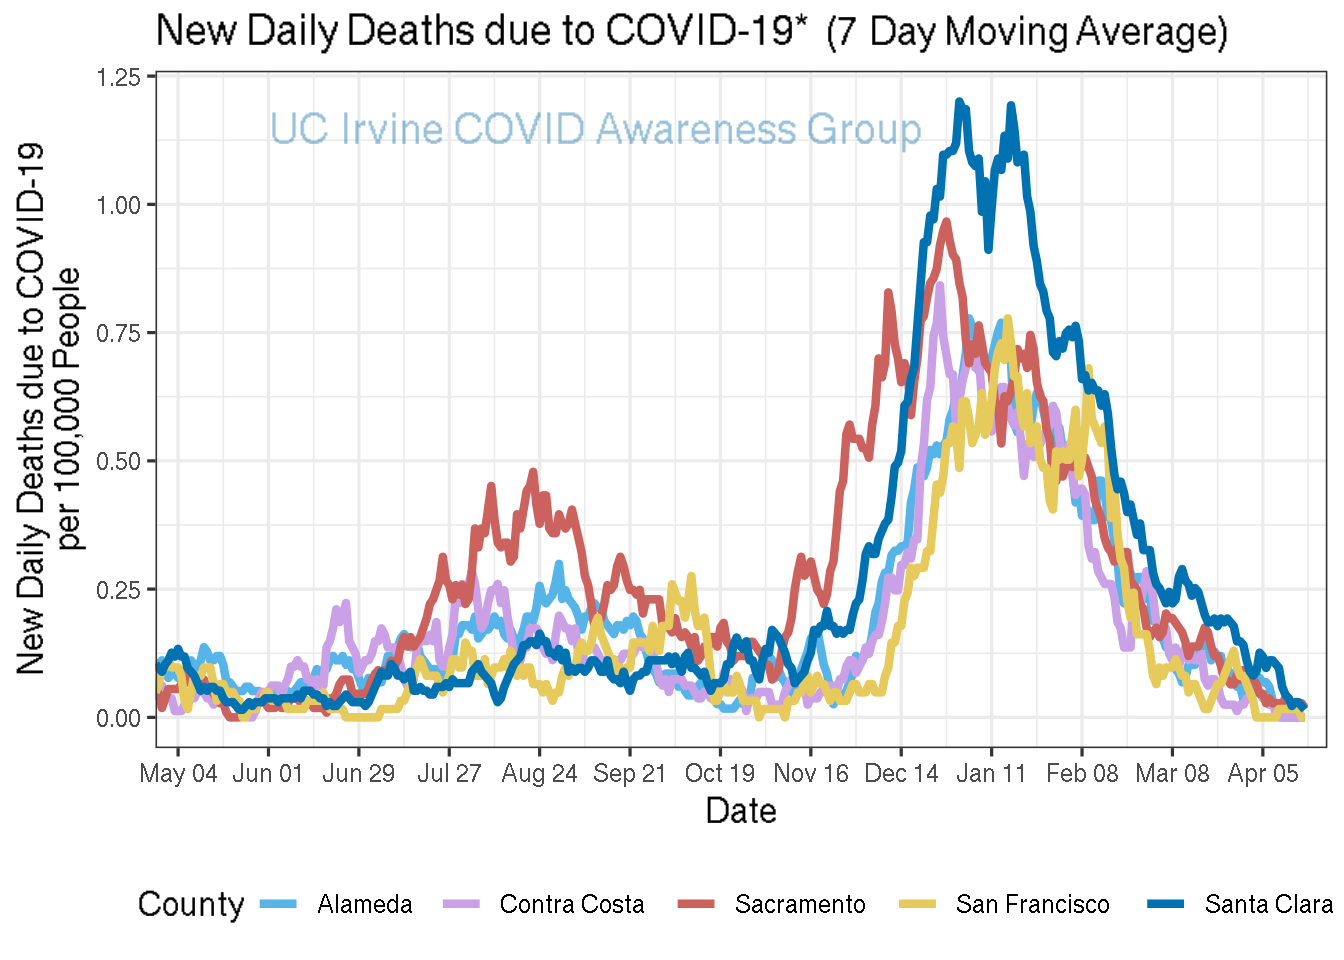 New Daily Deaths due to COVID-19* (7 Day Moving Average)
UC Irvine COVID Awareness Group
New Daily Deaths due to COVID-19
per 100,000 People
1.25
1.00
0.75
0.50
0.25
0.00
May 04 Jun 01 Jun 29 Jul 27 Aug 24 Sep 21 Oct 19 Nov 16 Dec 14 Jan 11 Feb 08 Mar 08 Apr 05
Date
County Alameda Contra Costa Sacramento San Francisco Santa Clara